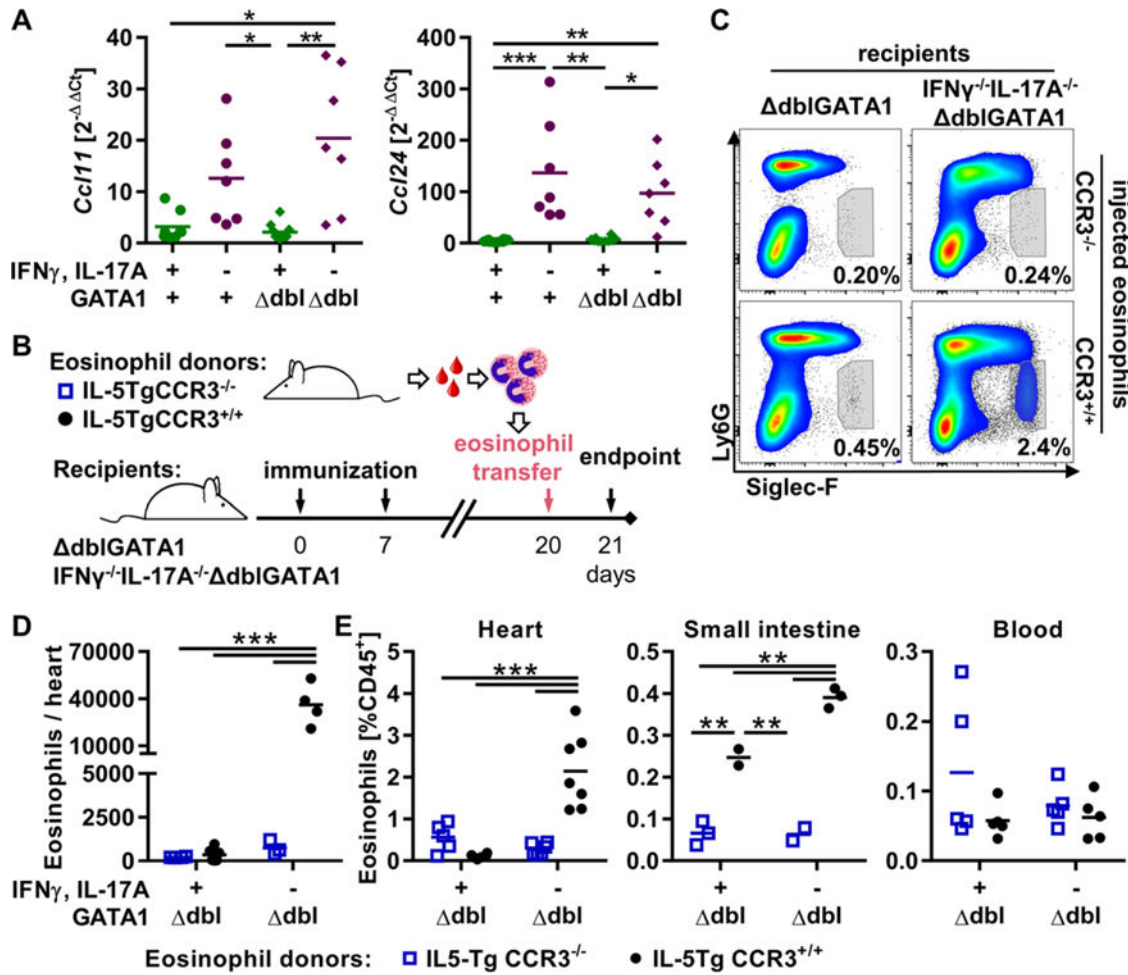 A
Ccl11 [2^-ΔΔCt]
40
30
20
10
0
* * **
Ccl24 [2^-ΔΔCt]
400
300
200
100
0
** *** ** *
IFNγ, IL-17A + - + - + - + -
GATA1 + + Δdbl Δdbl + + Δdbl Δdbl
B
Eosinophil donors:
IL-5TgCCR3-/-
IL-5TgCCR3+/+
eosinophil
transfer
endpoint
Recipients:
immunization
0 7 20 21
days
ΔdblGATA1
IFNγ-/-IL-17A-/-ΔdblGATA1
C
recipients
ΔdblGATA1
IFNγ-/-IL-17A-/-
ΔdblGATA1
0.20%
0.24%
CCR3-/-
0.45%
2.4%
CCR3+/+
injected eosinophils
Ly6G
Siglec-F
D
Eosinophils / heart
70000
40000
10000
5000
2500
0
***
IFNγ, IL-17A + -
GATA1 Δdbl Δdbl
E
Eosinophils [%CD45+]
Heart
5
4
3
2
1
0
***
+ -
Δdbl Δdbl
Small intestine
0.5
0.4
0.3
0.2
0.1
0.0
** ** **
+ -
Δdbl Δdbl
Blood
0.3
0.2
0.1
0.0
+ -
Δdbl Δdbl
Eosinophil donors: IL5-Tg CCR3-/- IL-5Tg CCR3+/+